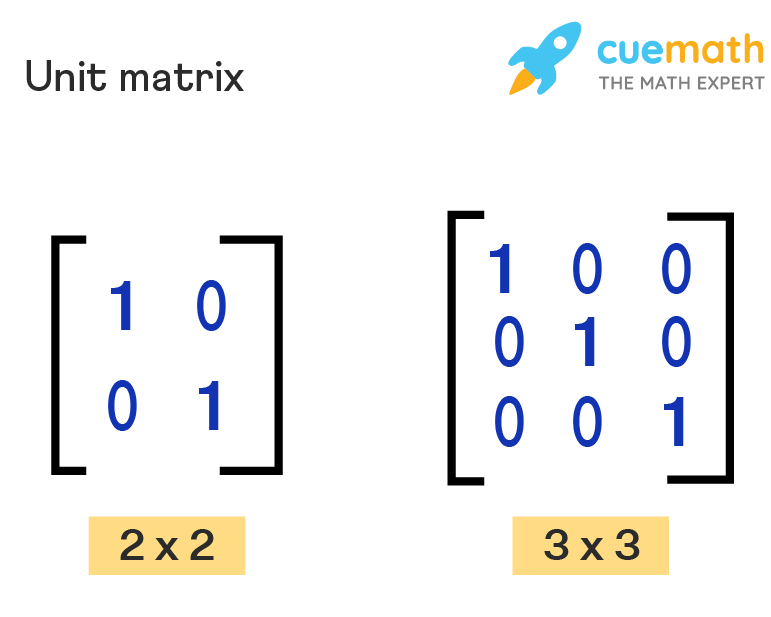 Unit matrix
cuemath
THE MATH EXPERT
1 0
0 1
2 x 2
1 0 0
0 1 0
0 0 1
3 x 3